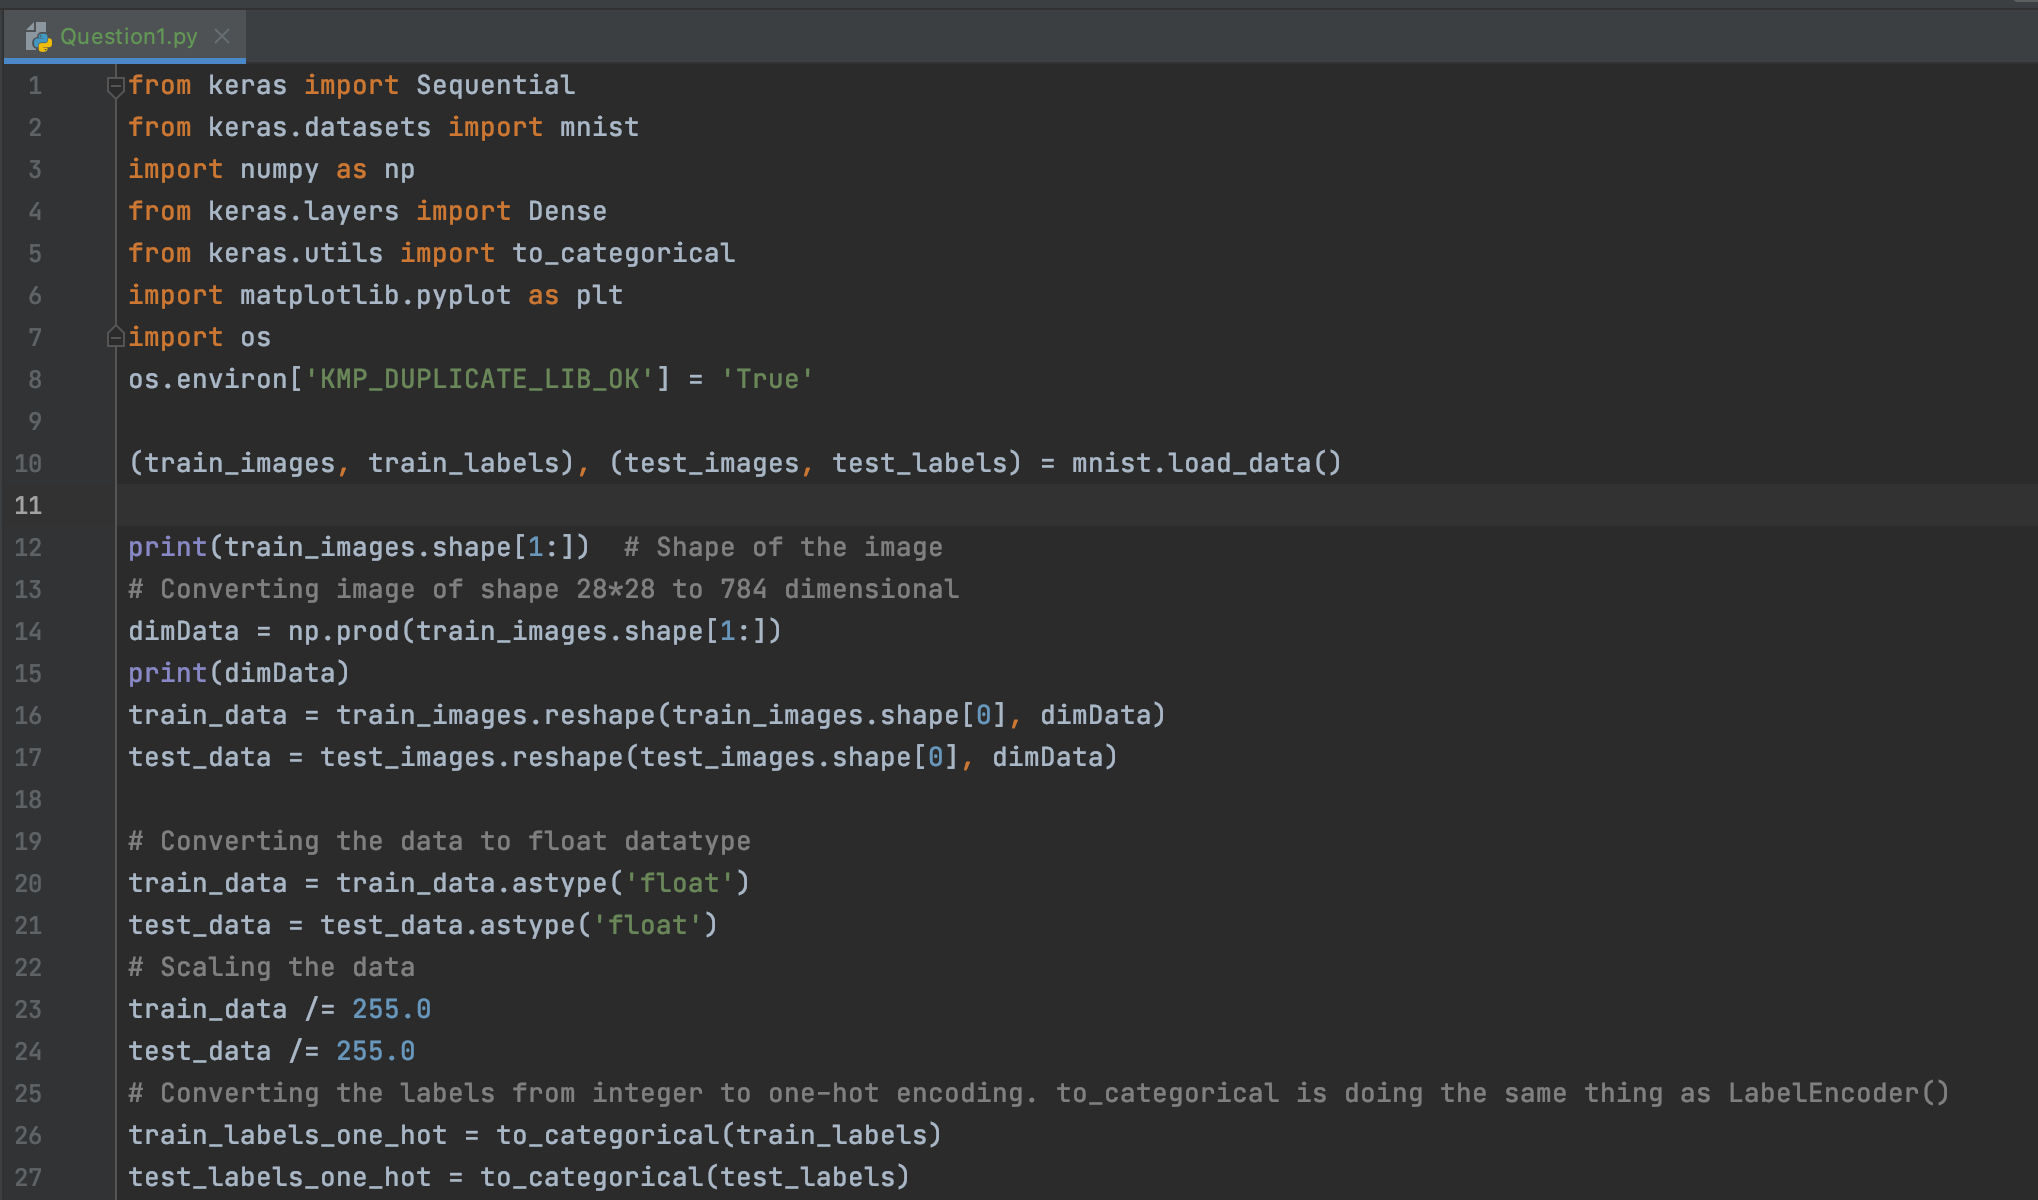 Question1.py
1 from keras import Sequential
2 from keras.datasets import mnist
3 import numpy as np
4 from keras.layers import Dense
5 from keras.utils import to_categorical
6 import matplotlib.pyplot as plt
7 import os
8 os.environ['KMP_DUPLICATE_LIB_OK'] = 'True'
9
10 (train_images, train_labels), (test_images, test_labels) = mnist.load_data()
11
12 print(train_images.shape[1:])  # Shape of the image
13 # Converting image of shape 28*28 to 784 dimensional
14 dimData = np.prod(train_images.shape[1:])
15 print(dimData)
16 train_data = train_images.reshape(train_images.shape[0], dimData)
17 test_data = test_images.reshape(test_images.shape[0], dimData)
18
19 # Converting the data to float datatype
20 train_data = train_data.astype('float')
21 test_data = test_data.astype('float')
22 # Scaling the data
23 train_data /= 255.0
24 test_data /= 255.0
25 # Converting the labels from integer to one-hot encoding. to_categorical is doing the same thing as LabelEncoder()
26 train_labels_one_hot = to_categorical(train_labels)
27 test_labels_one_hot = to_categorical(test_labels)